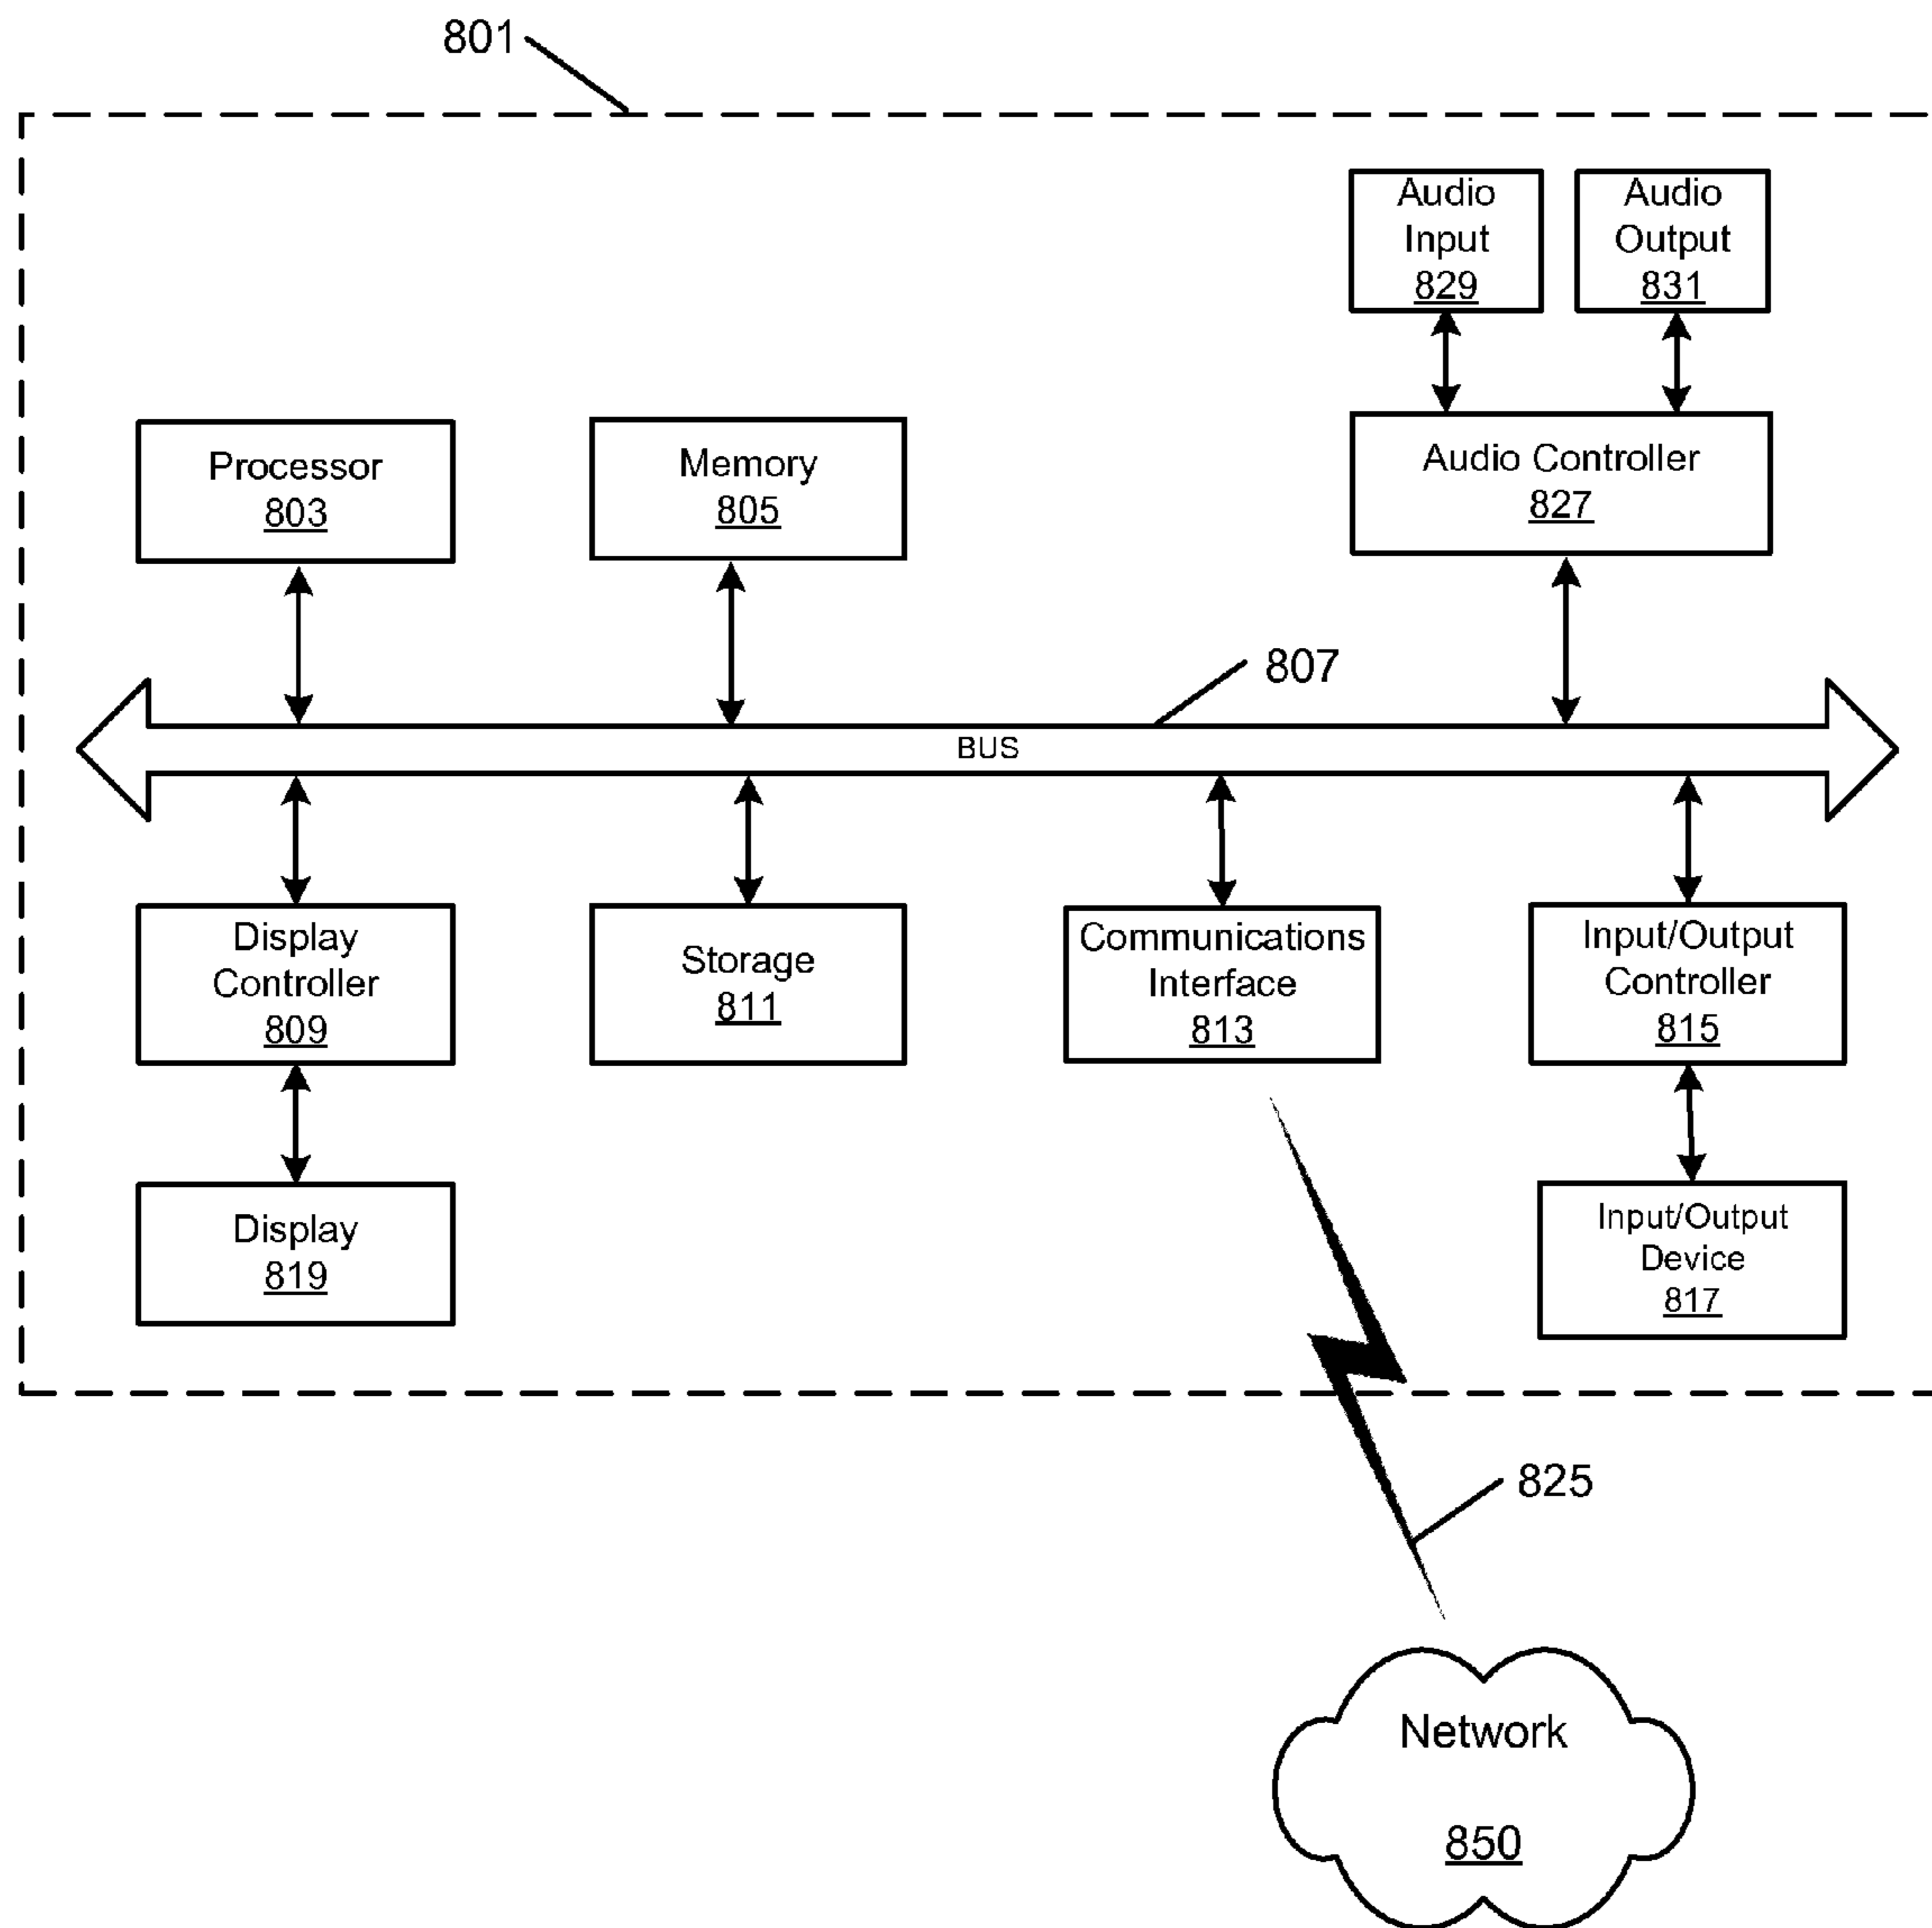 801
Audio
Input
829
Audio
Output
831
Processor
803
Memory
805
Audio Controller
827
807
BUS
Display
Controller
809
Storage
811
Communications
Interface
813
Input/Output
Controller
815
Display
819
Input/Output
Device
817
825
Network
850